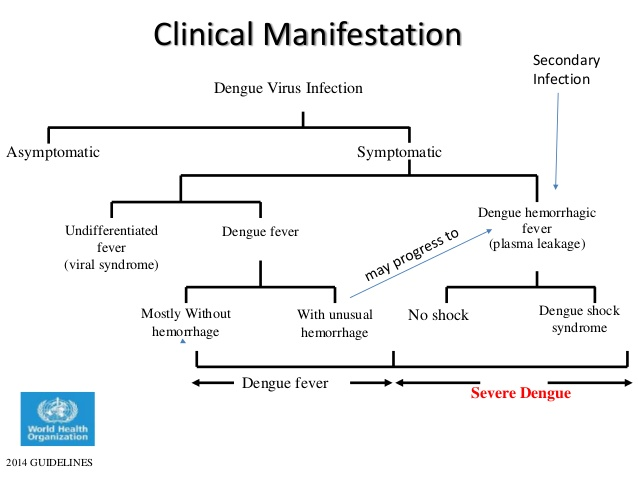 Clinical Manifestation
Secondary
Infection
Dengue Virus Infection
Asymptomatic
Symptomatic
Undifferentiated
fever
(viral syndrome)
Dengue fever
Dengue hemorrhagic
fever
(plasma leakage)
may progress to
Mostly Without
hemorrhage
With unusual
hemorrhage
No shock
Dengue shock
syndrome
Dengue fever
Severe Dengue
World Health
Organization
2014 GUIDELINES